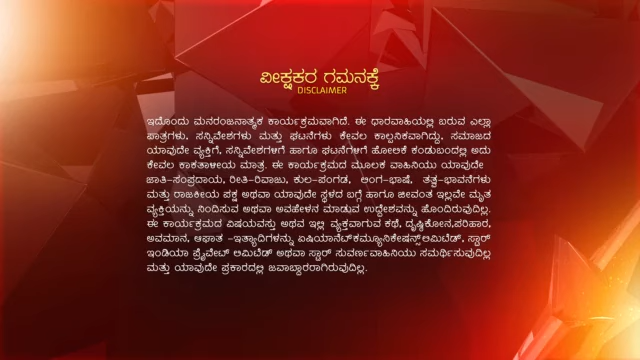 ವೀಕ್ಷಕರ ಗಮನಕ್ಕೆ
DISCLAIMER
ಇದೊಂದು ಮನರಂಜನಾತ್ಮಕ ಕಾರ್ಯಕ್ರಮವಾಗಿದೆ. ಈ ಧಾರವಾಹಿಯಲ್ಲಿ ಬರುವ ಎಲ್ಲಾ
ಪಾತ್ರಗಳು, ಸನ್ನಿವೇಶಗಳು ಮತ್ತು ಘಟನೆಗಳು ಕೇವಲ ಕಾಲ್ಪನಿಕವಾಗಿದ್ದು, ಸಮಾಜದ
ಯಾವುದೇ ವ್ಯಕ್ತಿಗೆ, ಸನ್ನಿವೇಶಗಳಿಗೆ ಹಾಗೂ ಘಟನೆಗಳಿಗೆ ಹೋಲಿಕೆ ಕಂಡುಬಂದಲ್ಲಿ ಅದು
ಕೇವಲ ಕಾಕತಾಳೀಯ ಮಾತ್ರ. ಈ ಕಾರ್ಯಕ್ರಮದ ಮೂಲಕ ವಾಹಿನಿಯು ಯಾವುದೇ
ಜಾತಿ-ಸಂಪ್ರದಾಯ, ರೀತಿ-ರಿವಾಜು, ಕುಲ-ಪಂಗಡ, ಆಂಗ-ಭಾಷೆ, ತತ್ವ-ಭಾವನೆಗಳು
ಮತ್ತು ರಾಜಕೀಯ ಪಕ್ಷ ಅಥವಾ ಯಾವುದೇ ಸ್ಥಳದ ಬಗ್ಗೆ ಹಾಗೂ ಜೀವಂತ ಇಲ್ಲವೇ ಮೃತ
ವ್ಯಕ್ತಿಯನ್ನು ನಿಂದಿಸುವ ಅಥವಾ ಅವಹೇಳನ ಮಾಡುವ ಉದ್ದೇಶವನ್ನು ಹೊಂದಿರುವುದಿಲ್ಲ.
ಈ ಕಾರ್ಯಕ್ರಮದ ವಿಷಯವಸ್ತು ಅಥವ ಇಲ್ಲಿ ವ್ಯಕ್ತವಾಗುವ ಕಥೆ, ದೃಷ್ಟಿಕೋನ,ಪರಿಹಾರ,
ಅವಮಾನ, ಆಘಾತ -ಇತ್ಯಾದಿಗಳನ್ನು ಏಷಿಯಾನೆಟ್‌ಕಮ್ಯೂನಿಕೇಷನ್ಸ್ ಲಿಮಿಟೆಡ್, ಸ್ಟಾರ್
ಇಂಡಿಯಾ ಪ್ರೈವೇಟ್ ಲಿಮಿಟೆಡ್ ಅಥವಾ ಸ್ಟಾರ್ ಸುವರ್ಣವಾಹಿನಿಯು ಸಮರ್ಥಿಸುವುದಿಲ್ಲ
ಮತ್ತು ಯಾವುದೇ ಪ್ರಕಾರದಲ್ಲಿ ಜವಾಬ್ದಾರರಾಗಿರುವುದಿಲ್ಲ.